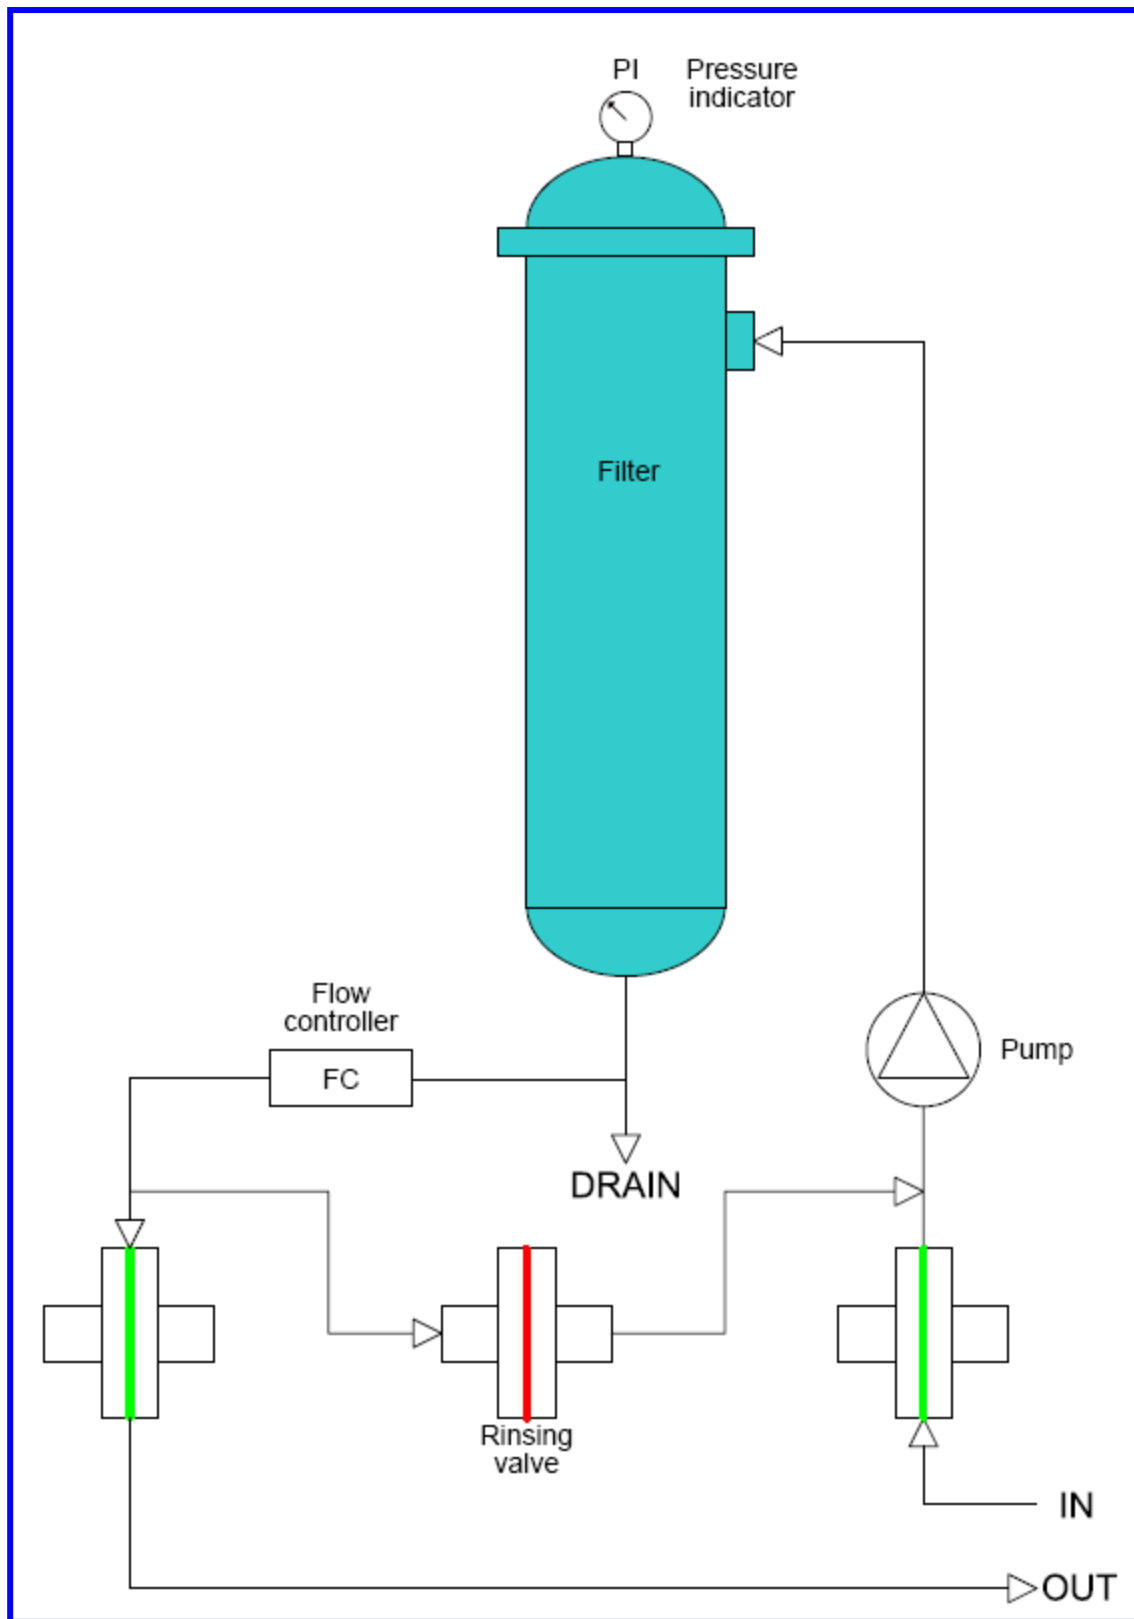 PI
Pressure
indicator
Filter
Flow
controller
FC
Pump
DRAIN
Rinsing
valve
IN
OUT